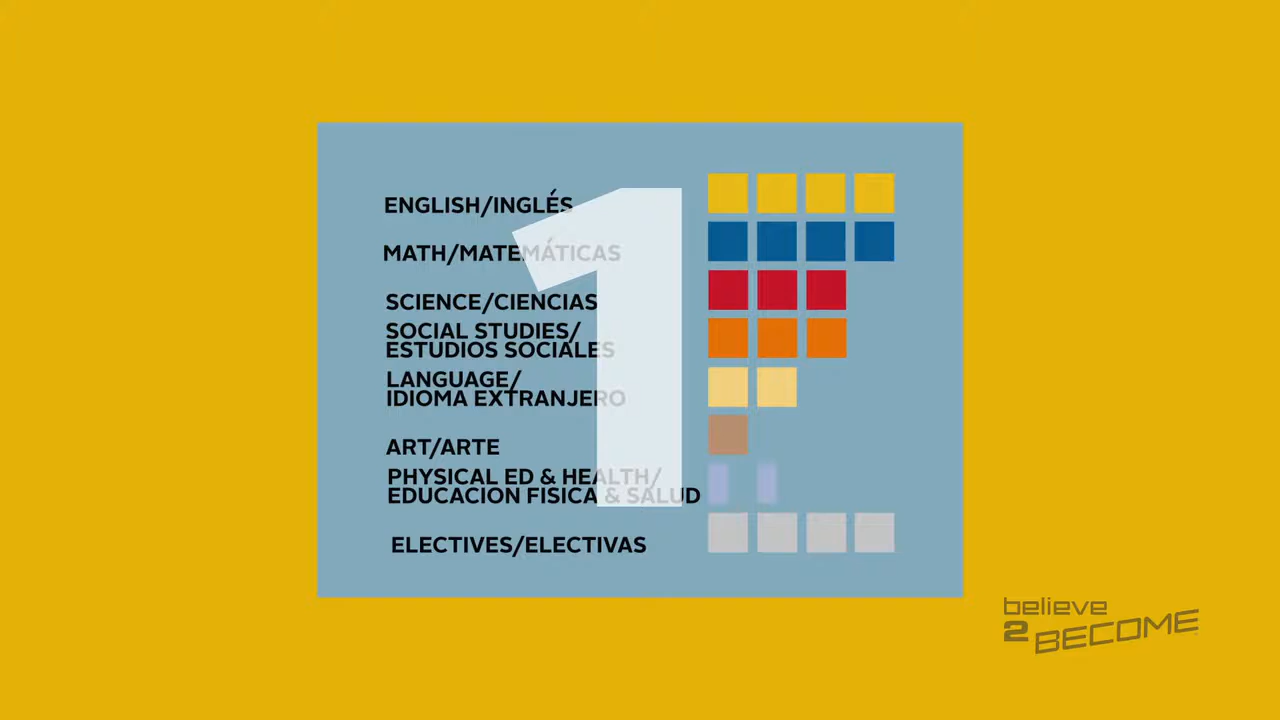 ENGLISH/INGLÉS
MATH/MATEMÁTICAS
SCIENCE/CIENCIAS
SOCIAL STUDIES/
ESTUDIOS SOCIALES
LANGUAGE/
IDIOMA EXTRANJERO
ART/ARTE
PHYSICAL ED & HEALTH/
EDUCACION FISICA & SALUD
ELECTIVES/ELECTIVAS
1
believe
2 BECOME